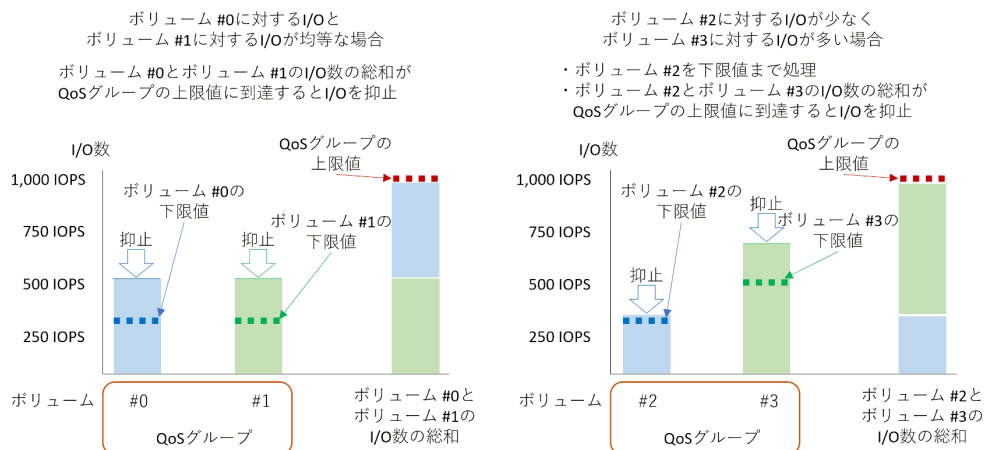 ボリューム #0に対するI/Oと
ボリューム #1に対するI/Oが均等な場合
ボリューム #0とボリューム #1のI/O数の総和が
QoSグループの上限値に到達するとI/Oを抑止
QoSグループの
上限値
I/O数
1,000 IOPS
750 IOPS
500 IOPS
250 IOPS
ボリューム #0の
下限値
ボリューム #1の
下限値
抑止
抑止
ボリューム
#0
#1
QoSグループ
ボリューム #0と
ボリューム #1の
I/O数の総和
ボリューム #2に対するI/Oが少なく
ボリューム #3に対するI/Oが多い場合
・ボリューム #2を下限値まで処理
・ボリューム #2とボリューム #3のI/O数の総和が
QoSグループの上限値に到達するとI/Oを抑止
QoSグループの
上限値
I/O数
1,000 IOPS
750 IOPS
500 IOPS
250 IOPS
ボリューム #2の
下限値
抑止
ボリューム #3の
下限値
抑止
ボリューム
#2
#3
QoSグループ
ボリューム #2と
ボリューム #3の
I/O数の総和